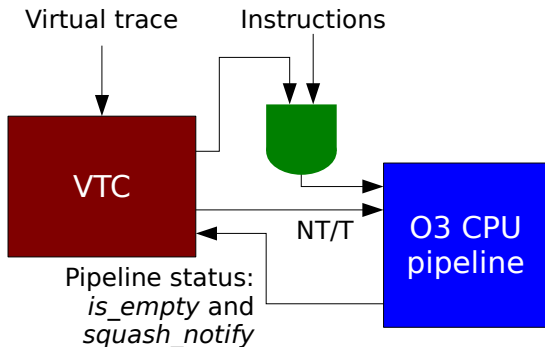 Virtual trace
Instructions
VTC
NT/T
O3 CPU
pipeline
Pipeline status:
is_empty and
squash_notify